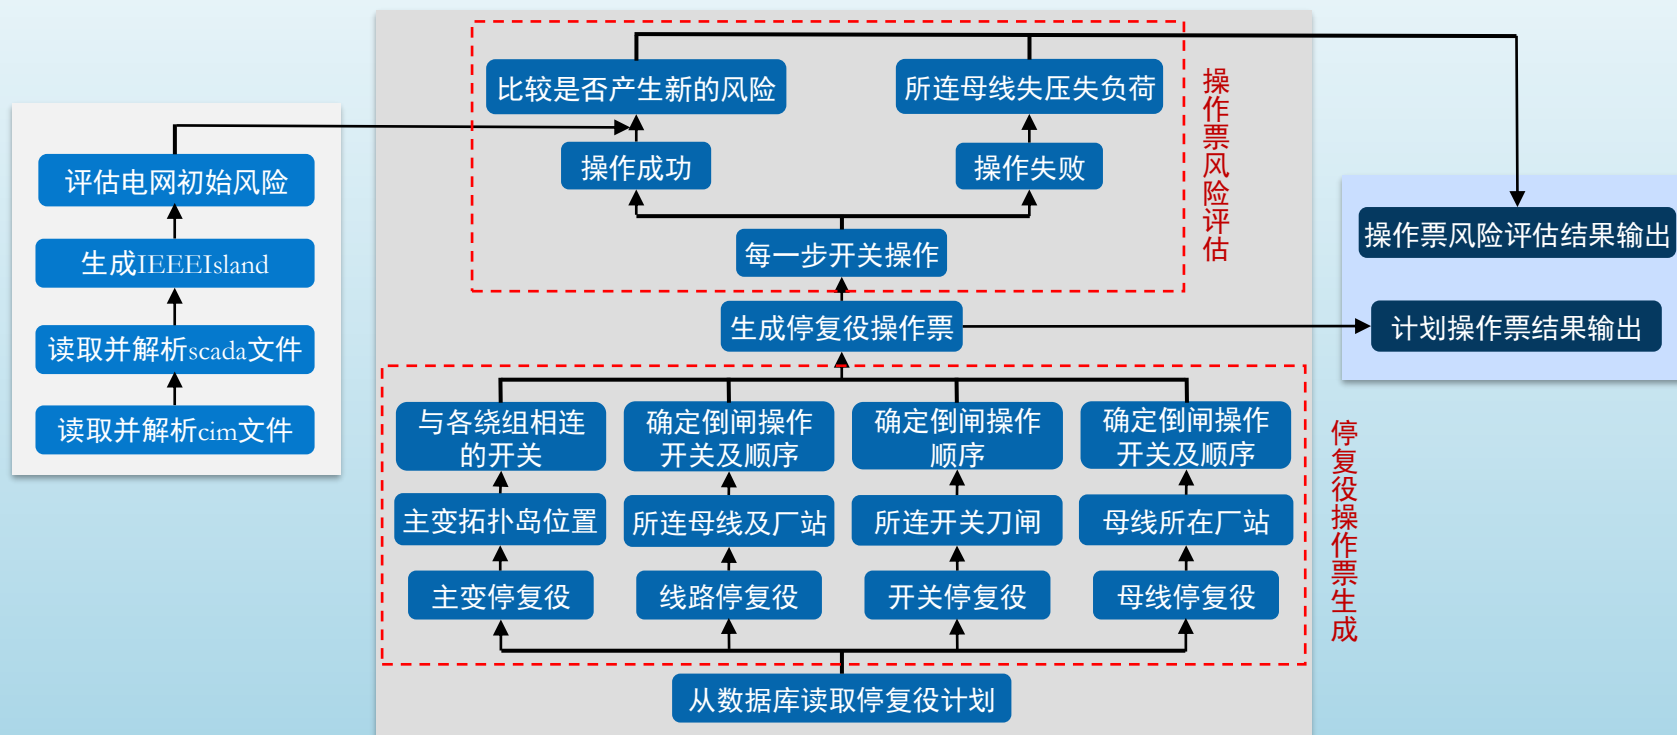 比较是否产生新的风险
所连母线失压失负荷
操作票风险评估
操作成功
操作失败
每一步开关操作
评估电网初始风险
生成IEEEIsland
读取并解析scada文件
读取并解析cim文件
操作票风险评估结果输出
计划操作票结果输出
生成停复役操作票
与各绕组相连
的开关
确定倒闸操作
开关及顺序
确定倒闸操作
顺序
确定倒闸操作
开关及顺序
停复役操作票生成
主变拓扑岛位置
所连母线及厂站
所连开关刀闸
母线所在厂站
主变停复役
线路停复役
开关停复役
母线停复役
从数据库读取停复役计划